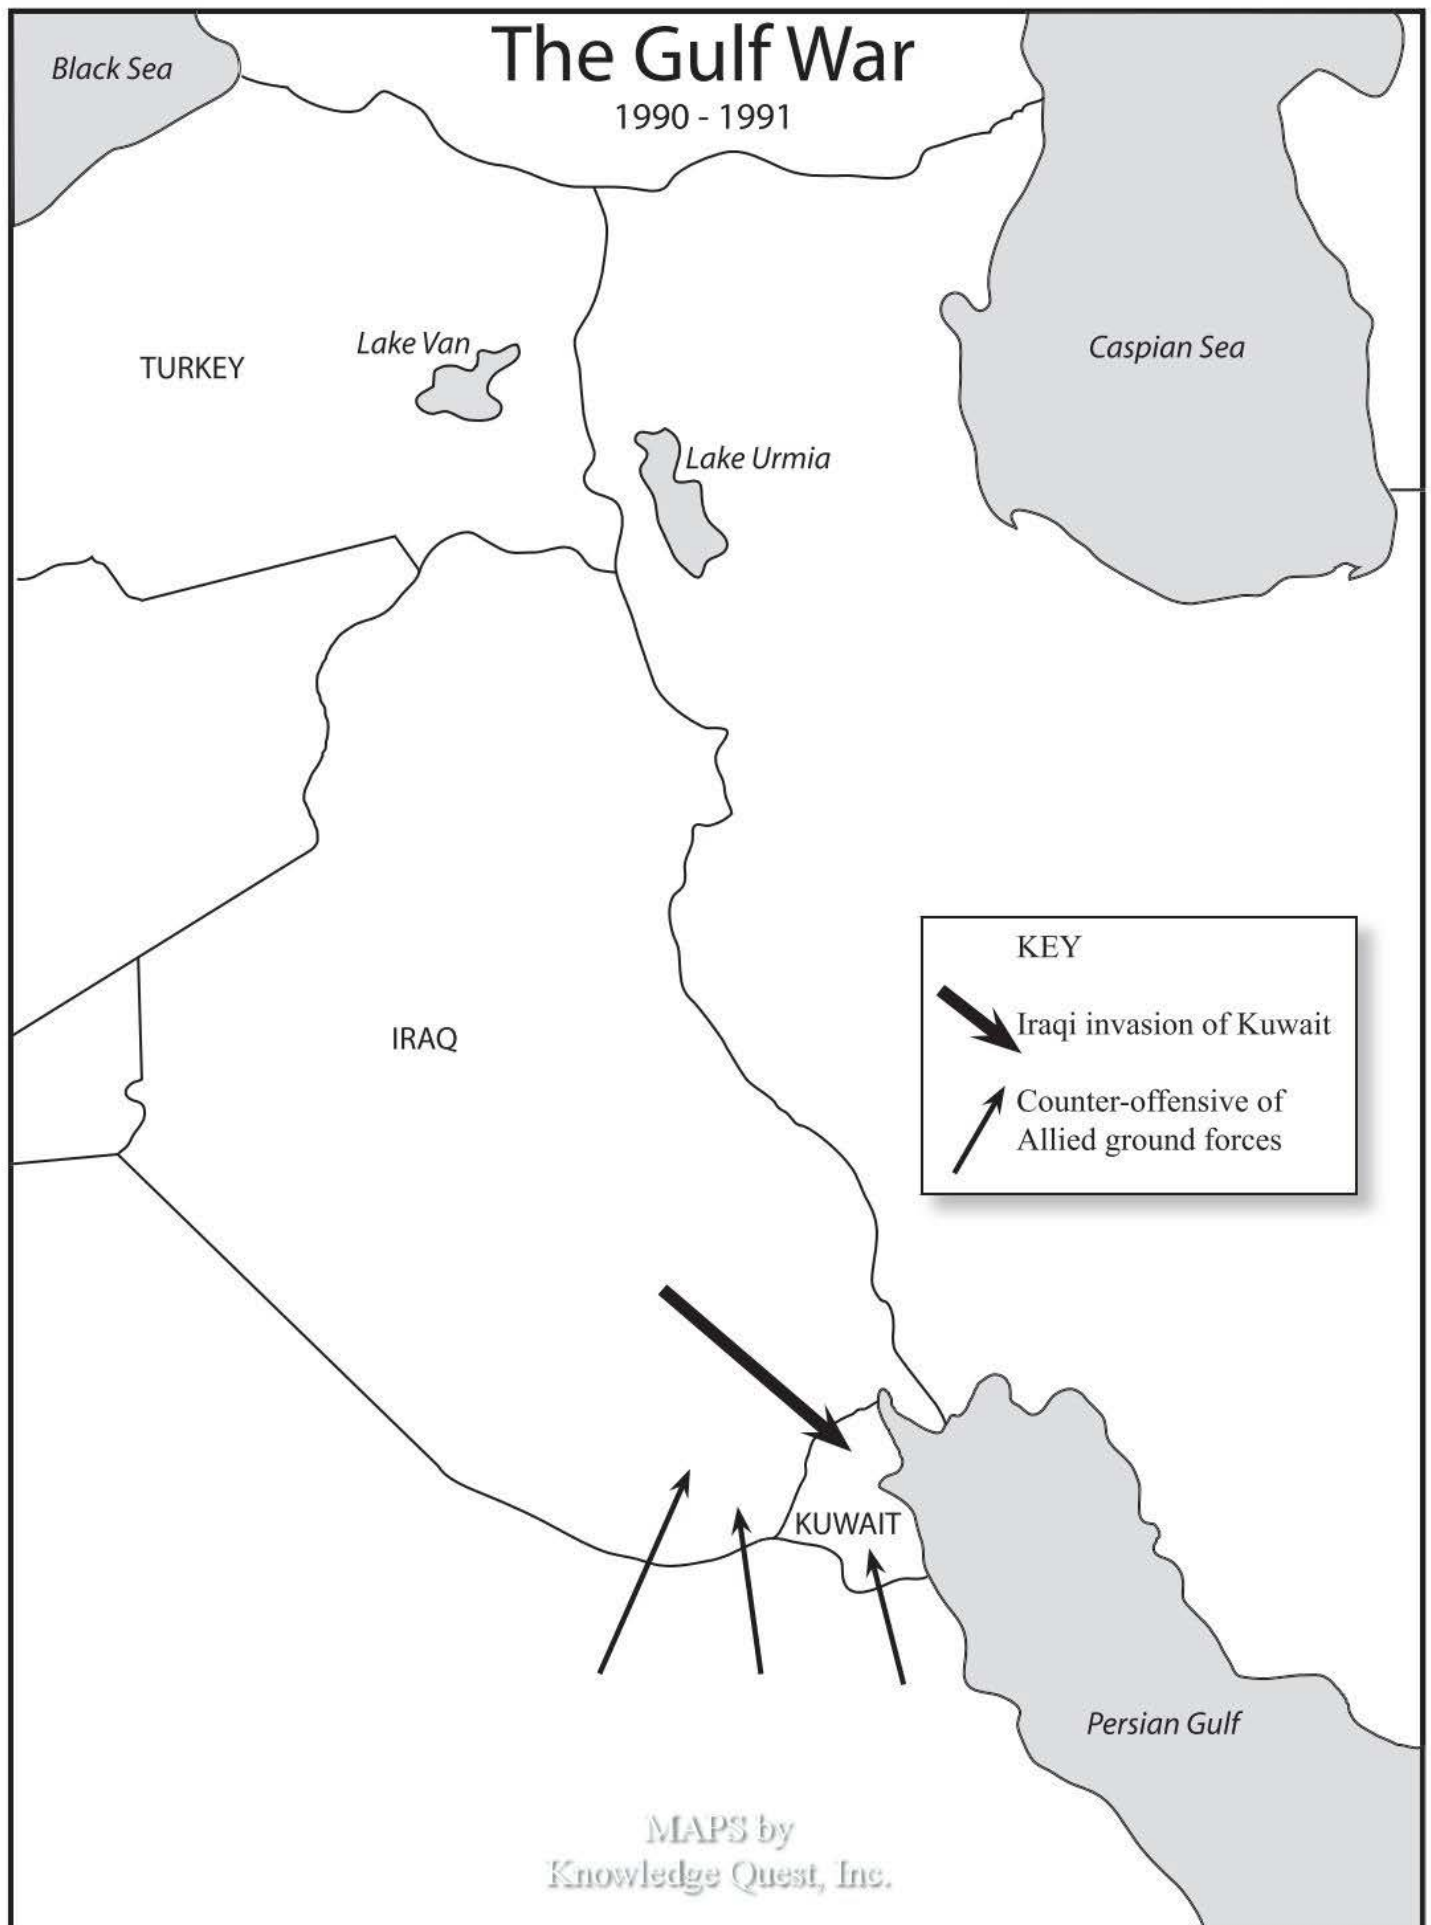 The Gulf War
1990 - 1991
Black Sea
Lake Van
TURKEY
Caspian Sea
Lake Urmia
KEY
Iraqi invasion of Kuwait
Counter-offensive of
Allied ground forces
IRAQ
KUWAIT
Persian Gulf
MAPS by
Knowledge Quest, Inc.